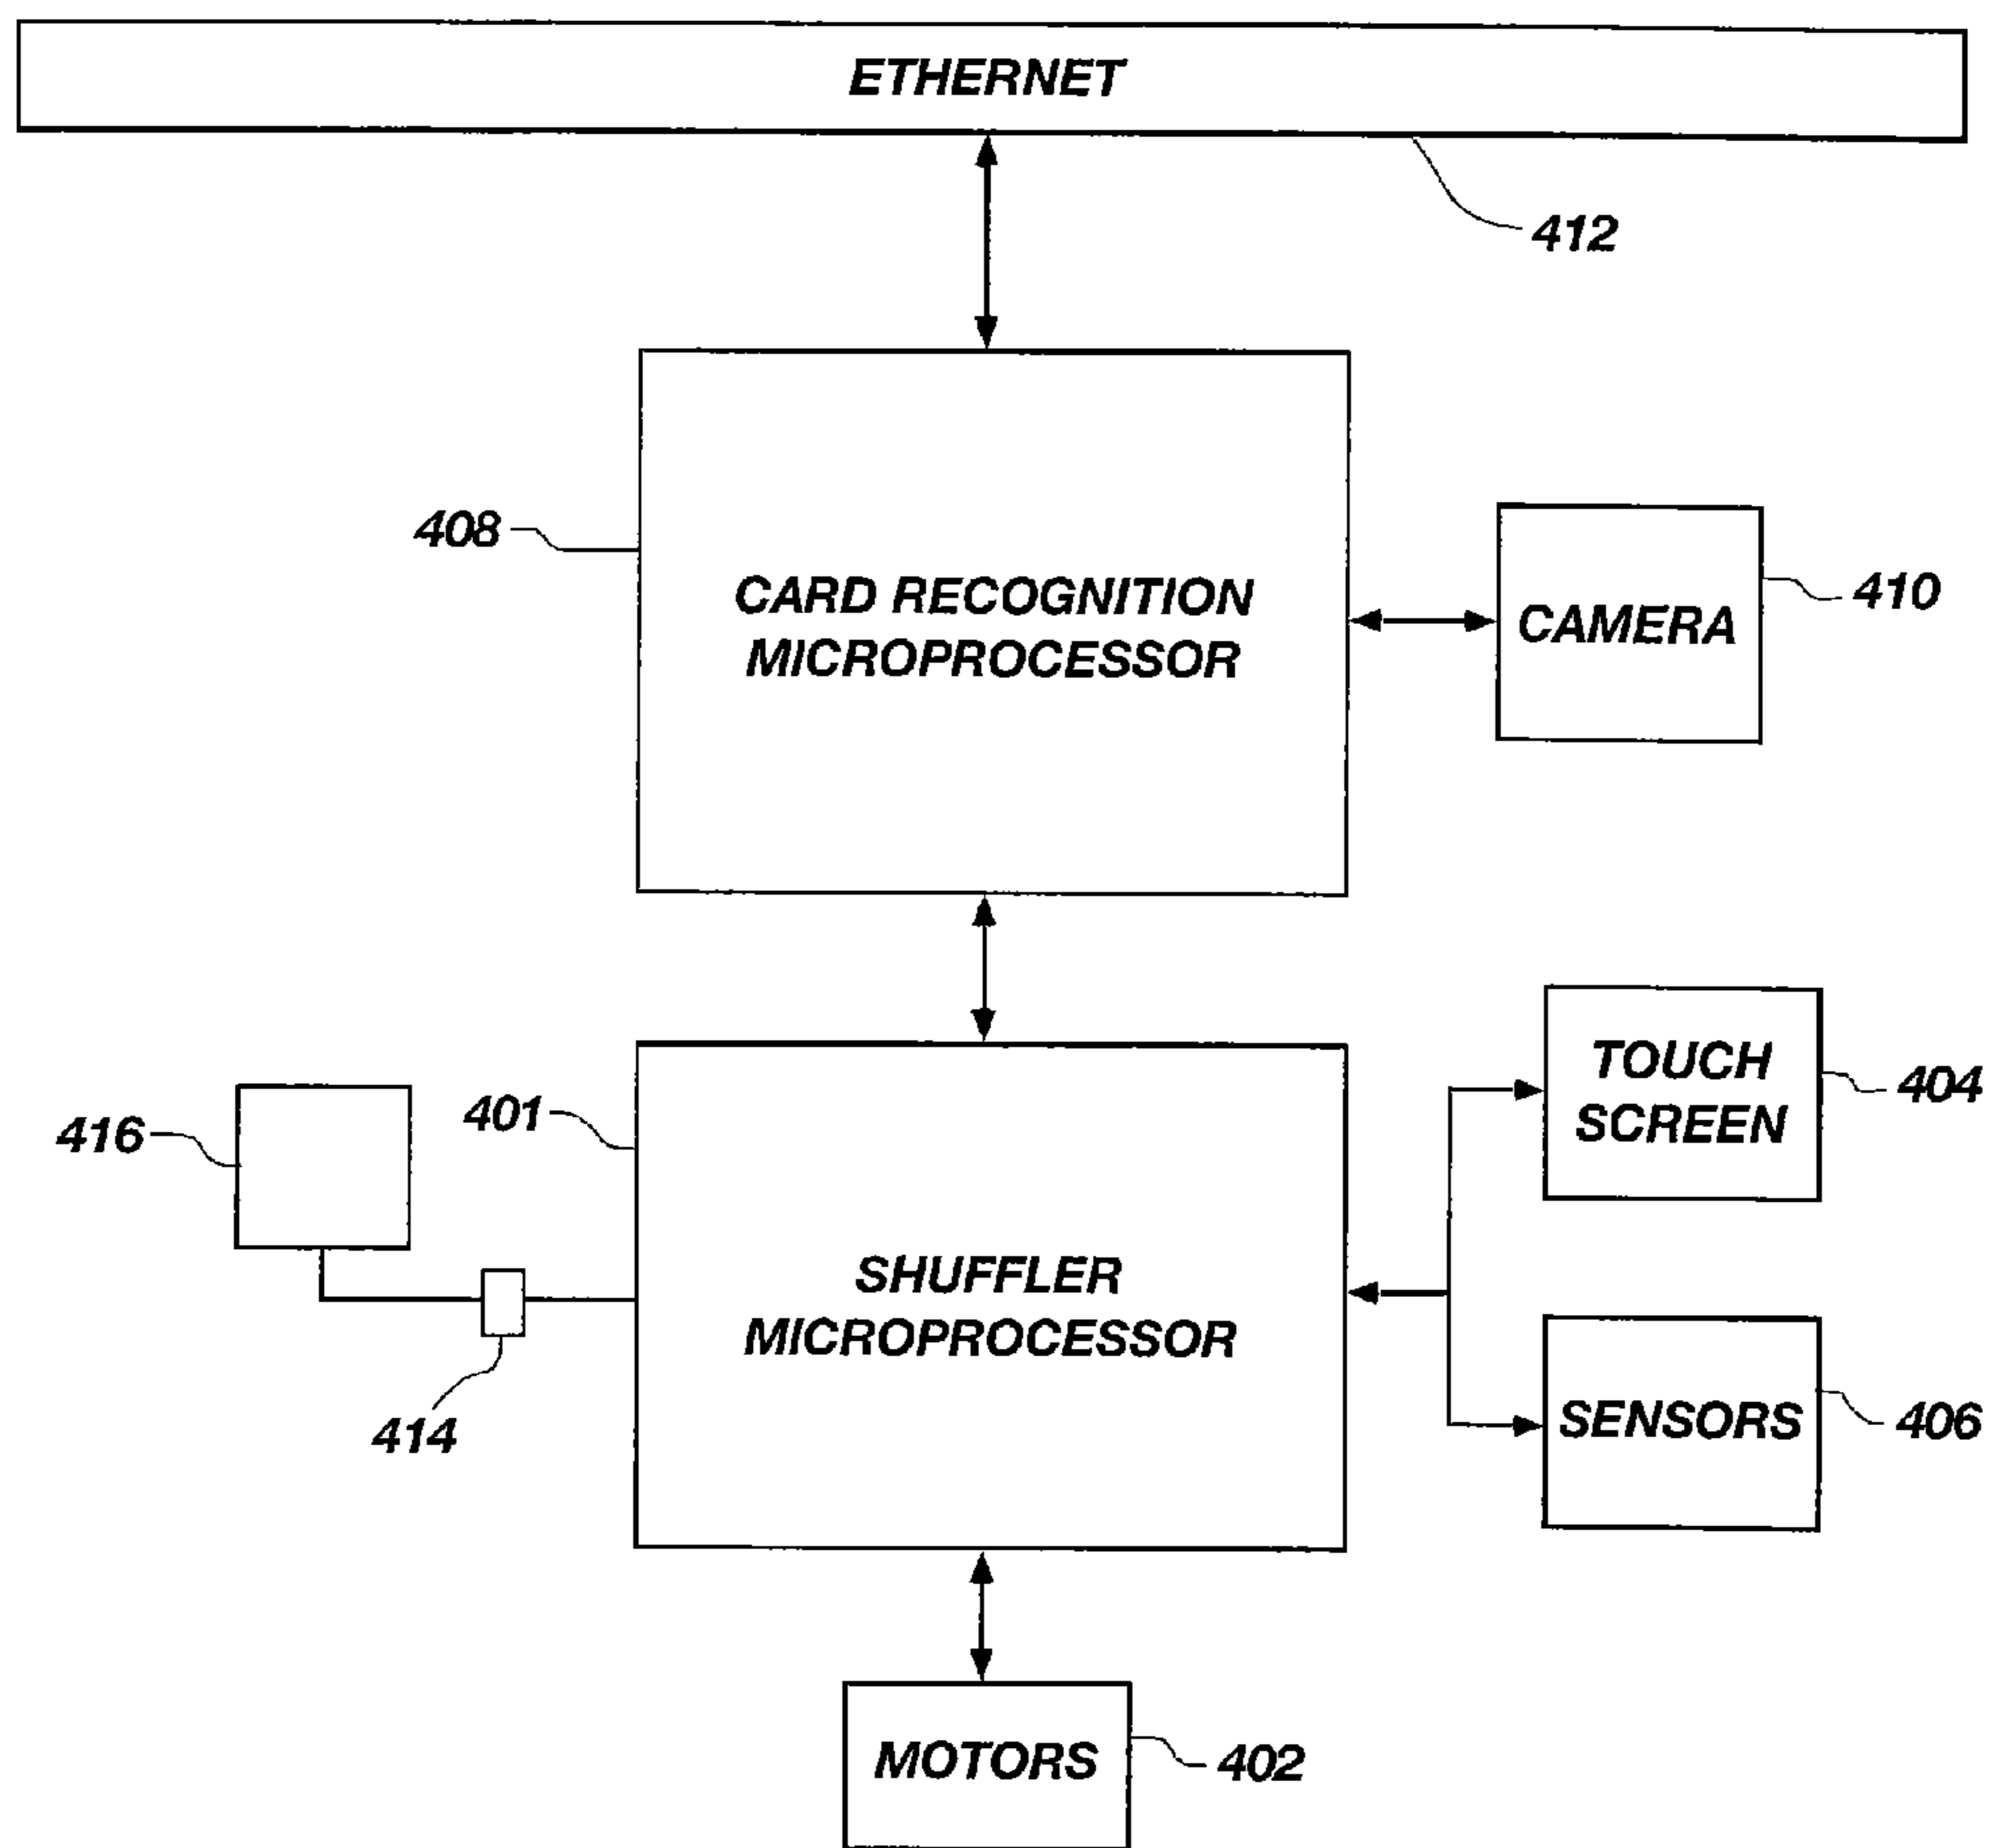 ETHERNET
412
408
CARD RECOGNITION
MICROPROCESSOR
CAMERA
410
416
401
TOUCH
SCREEN
404
SHUFFLER
MICROPROCESSOR
414
SENSORS
406
MOTORS
402